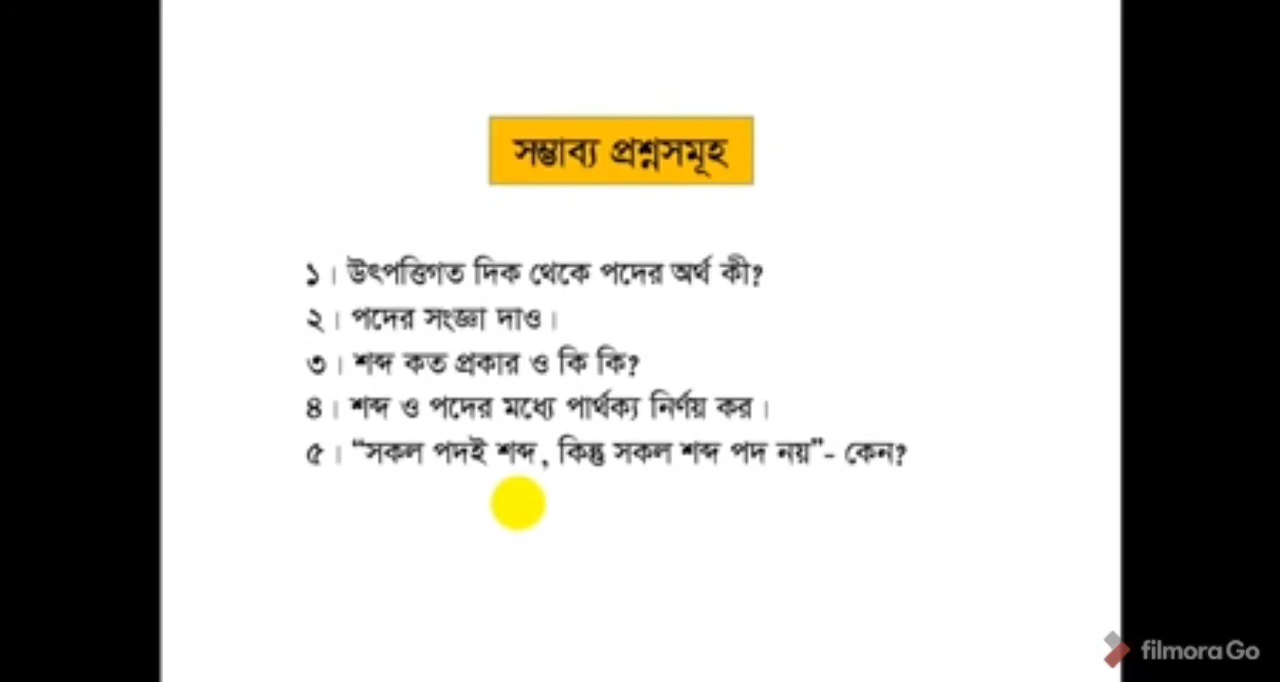 সম্ভাব্য প্রশ্নসমূহ
১। উৎপত্তিগত দিক থেকে পদের অর্থ কী?
২। পদের সংজ্ঞা দাও।
৩। শব্দ কত প্রকার ও কি কি?
৪। শব্দ ও পদের মধ্যে পার্থক্য নির্ণয় কর।
৫। “সকল পদই শব্দ, কিন্তু সকল শব্দ পদ নয়”- কেন?
filmoraGo